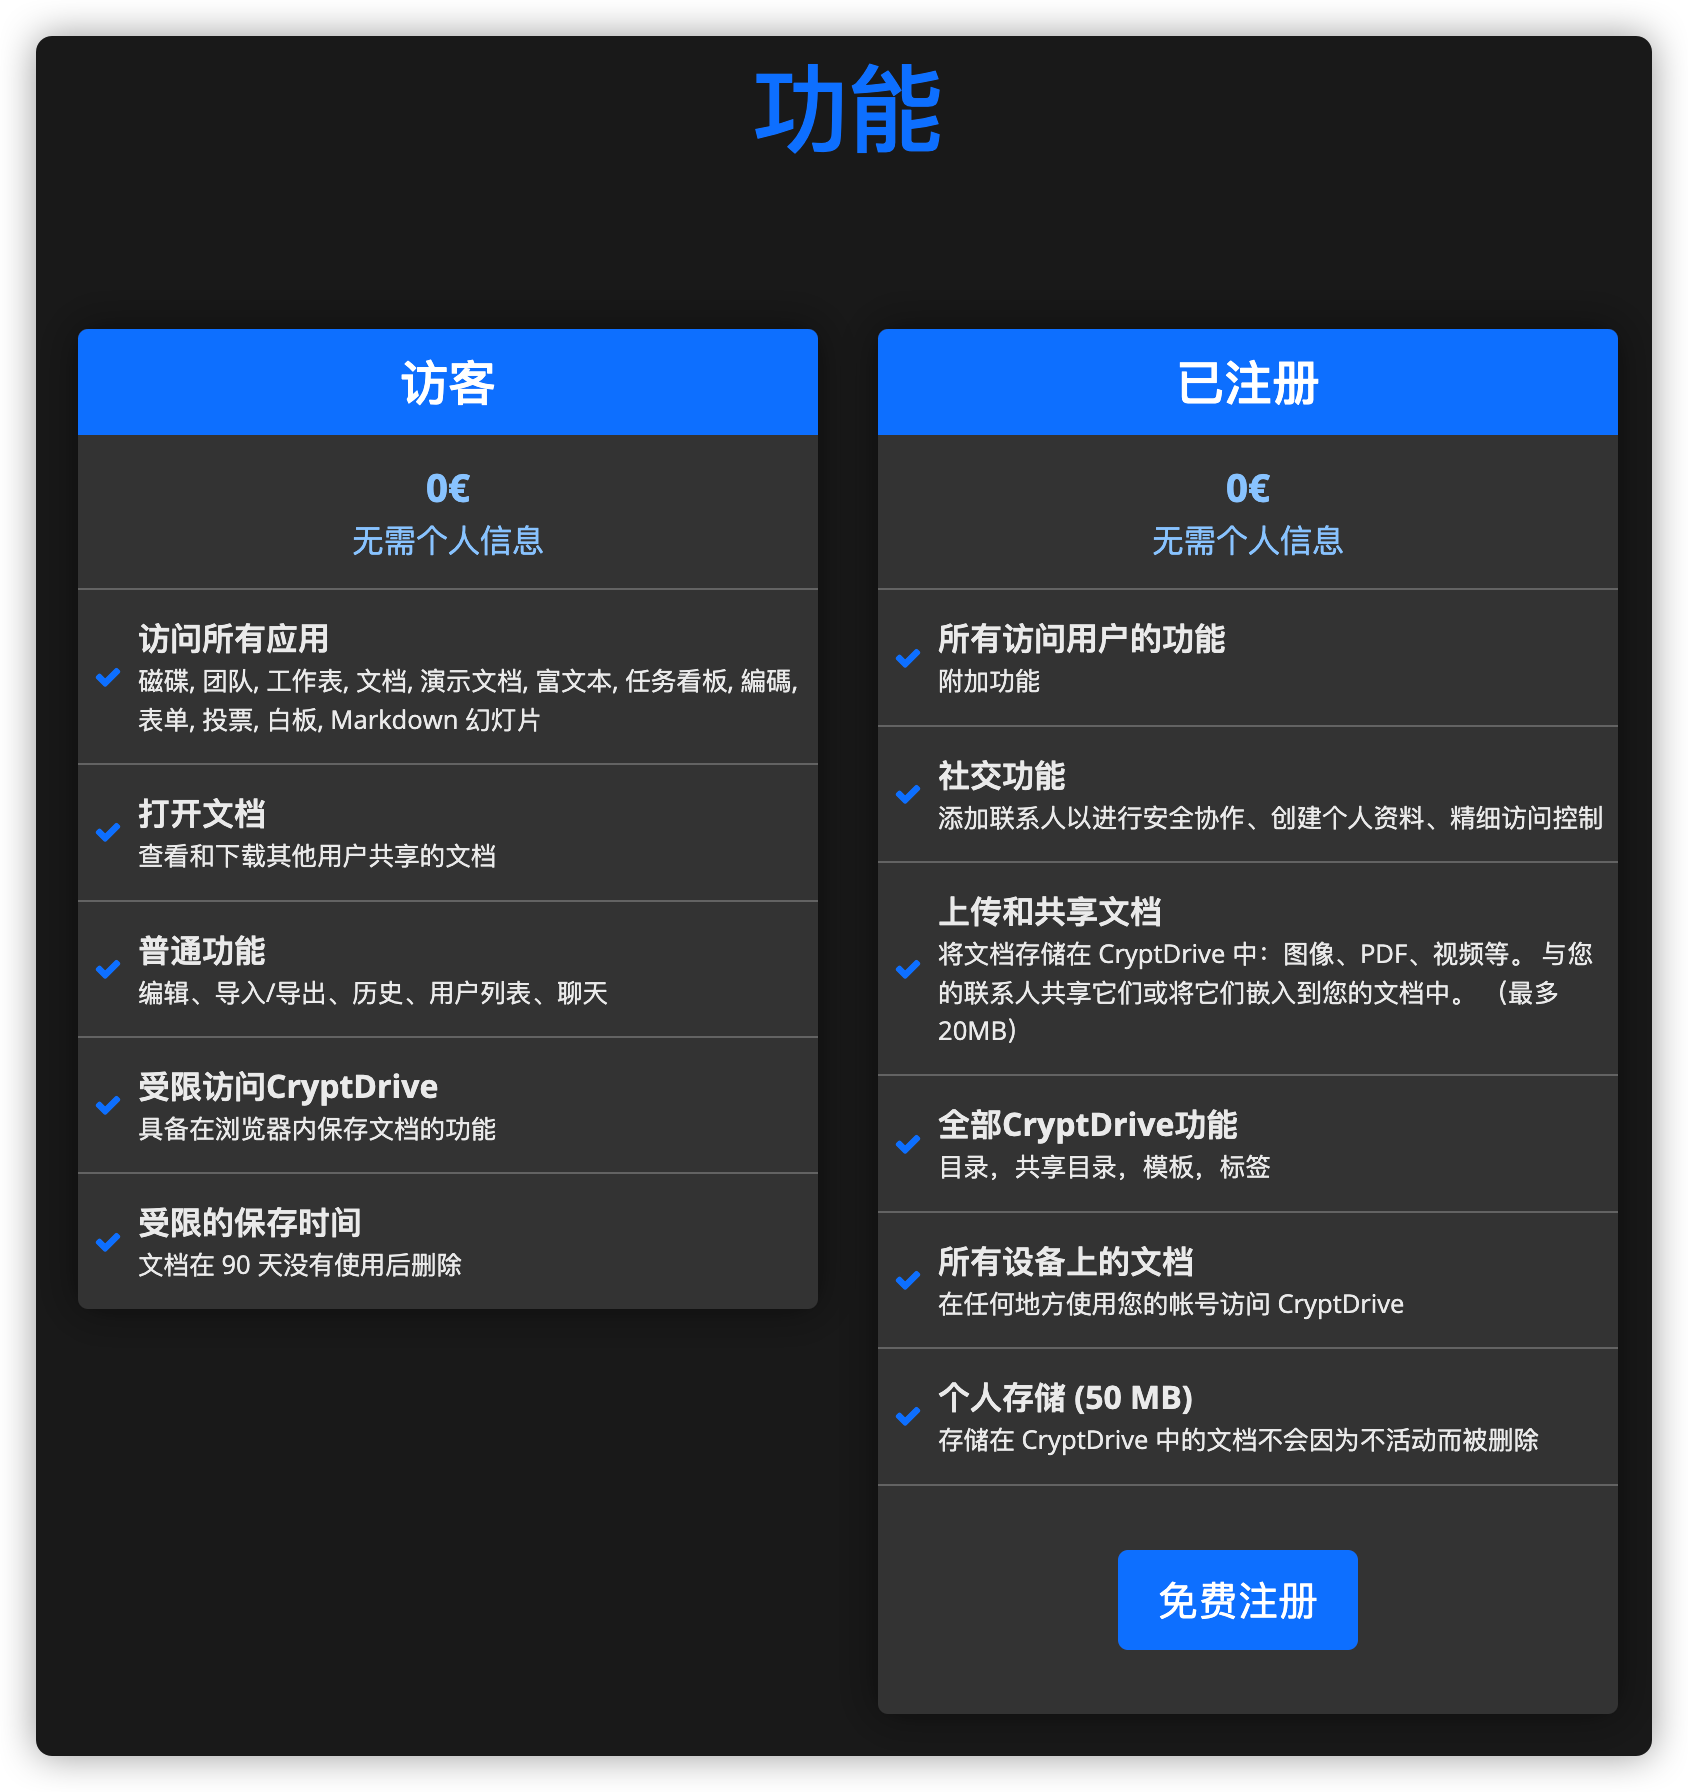 功能
访客
0€
无需个人信息
访问所有应用
磁碟, 团队, 工作表, 文档, 演示文档, 富文本, 任务看板, 編碼,
表单, 投票, 白板, Markdown 幻灯片
打开文档
查看和下载其他用户共享的文档
普通功能
编辑、导入/导出、历史、用户列表、聊天
受限访问CryptDrive
具备在浏览器内保存文档的功能
受限的保存时间
文档在 90 天没有使用后删除
已注册
0€
无需个人信息
所有访问用户的功能
附加功能
社交功能
添加联系人以进行安全协作、创建个人资料、精细访问控制
上传和共享文档
将文档存储在 CryptDrive 中：图像、PDF、视频等。 与您
的联系人共享它们或将它们嵌入到您的文档中。 （最多
20MB）
全部CryptDrive功能
目录，共享目录，模板，标签
所有设备上的文档
在任何地方使用您的帐号访问 CryptDrive
个人存储 (50 MB)
存储在 CryptDrive 中的文档不会因为不活动而被删除
免费注册